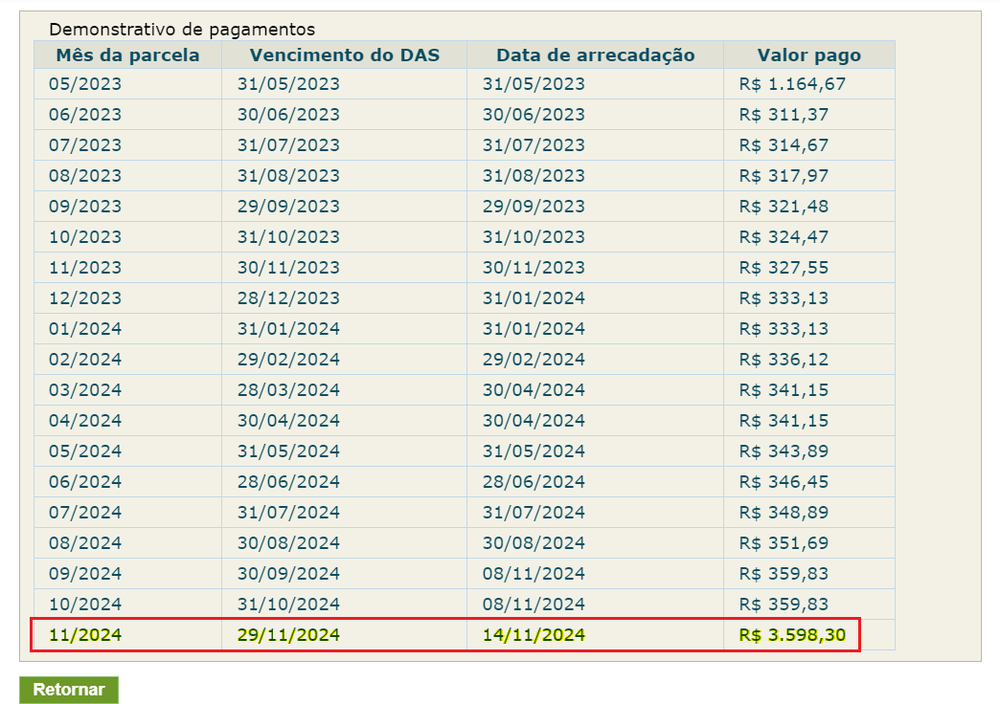 Demonstrativo de pagamentos
Mês da parcela Vencimento do DAS Data de arrecadação Valor pago
05/2023 31/05/2023 31/05/2023 R$ 1.164,67
06/2023 30/06/2023 30/06/2023 R$ 311,37
07/2023 31/07/2023 31/07/2023 R$ 314,67
08/2023 31/08/2023 31/08/2023 R$ 317,97
09/2023 29/09/2023 29/09/2023 R$ 321,48
10/2023 31/10/2023 31/10/2023 R$ 324,47
11/2023 30/11/2023 30/11/2023 R$ 327,55
12/2023 28/12/2023 31/01/2024 R$ 333,13
01/2024 31/01/2024 31/01/2024 R$ 333,13
02/2024 29/02/2024 29/02/2024 R$ 336,12
03/2024 28/03/2024 30/04/2024 R$ 341,15
04/2024 30/04/2024 30/04/2024 R$ 341,15
05/2024 31/05/2024 31/05/2024 R$ 343,89
06/2024 28/06/2024 28/06/2024 R$ 346,45
07/2024 31/07/2024 31/07/2024 R$ 348,89
08/2024 30/08/2024 30/08/2024 R$ 351,69
09/2024 30/09/2024 08/11/2024 R$ 359,83
10/2024 31/10/2024 08/11/2024 R$ 359,83
11/2024 29/11/2024 14/11/2024 R$ 3.598,30
Retornar